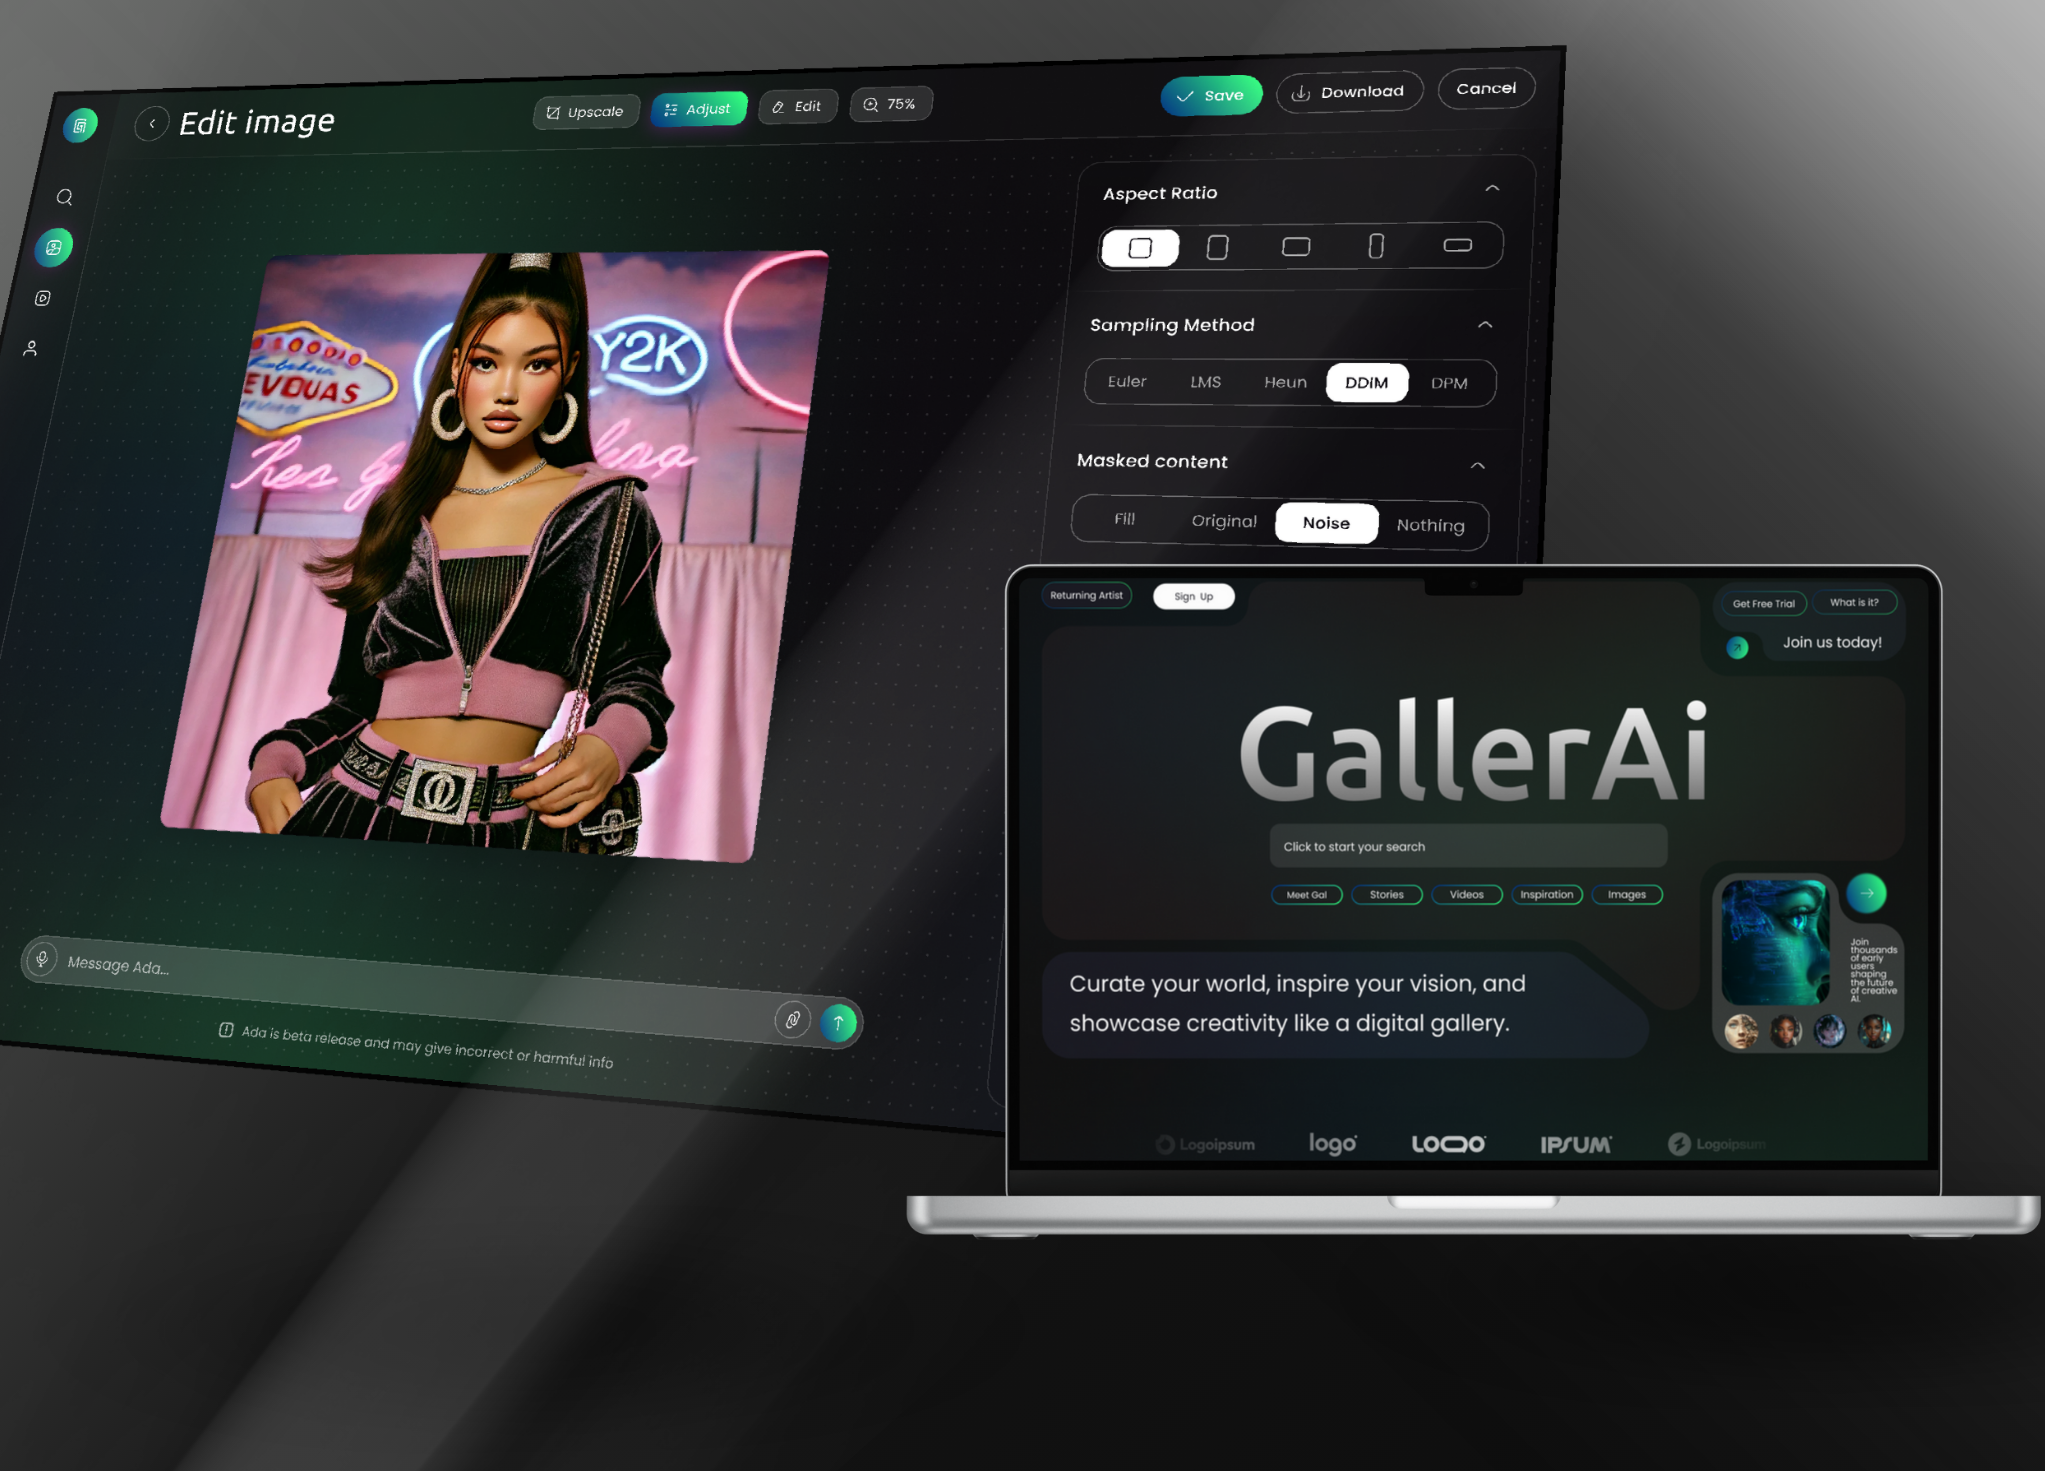 Edit image
Upscale
Adjust
Edit
75%
Save
Download
Cancel
Aspect Ratio
Sampling Method
Euler
LMS
Heun
DDIM
DPM
Masked content
Fill
Original
Noise
Nothing
EVOUAS
Y2K
Message Ada...
Ada is beta release and may give incorrect or harmful info
Returning Artist
Sign Up
Get Free Trial
What is it?
Join us today!
GallerAi
Click to start your search
Meet Gal
Stories
Videos
Inspiration
Images
Curate your world, inspire your vision, and
showcase creativity like a digital gallery.
Join
thousands
of early
users
shaping
the future
of creative
AI.
Logoipsum
logo
LOQO
IPSUM
Logoipsum